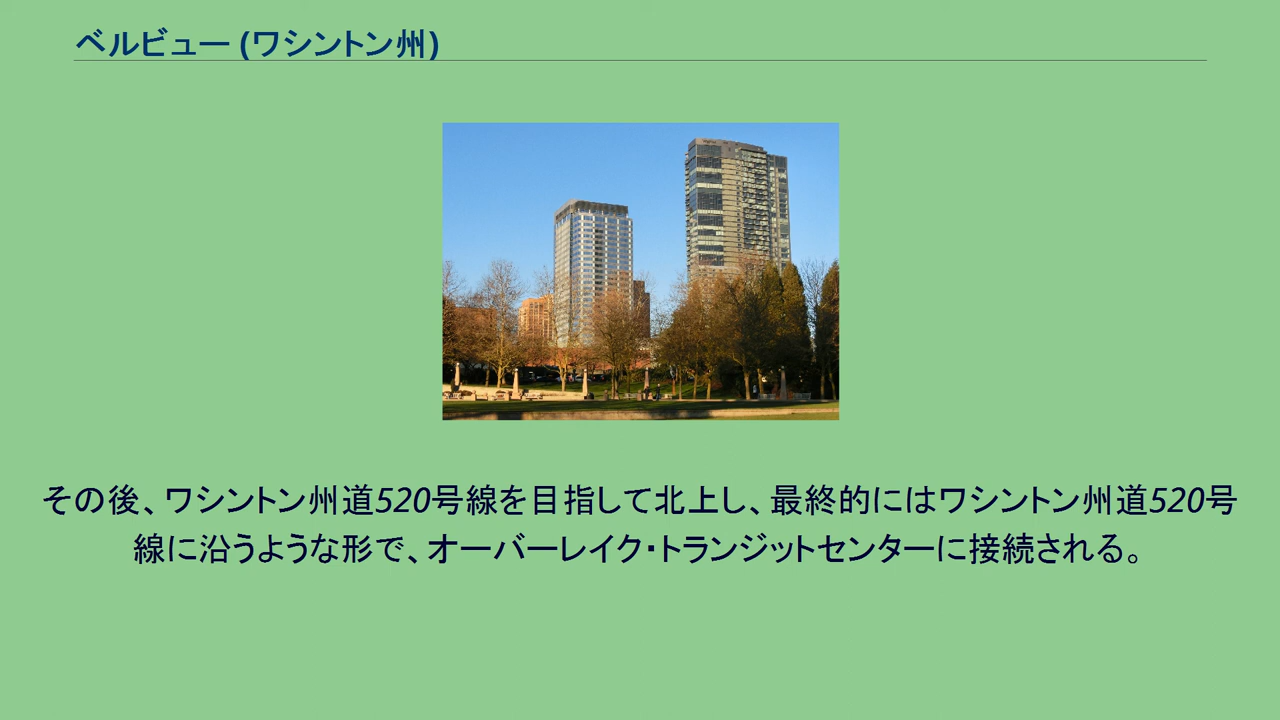 ベルビュー (ワシントン州)
その後、ワシントン州道520号線を目指して北上し、最終的にはワシントン州道520号
線に沿うような形で、オーバーレイク・トランジットセンターに接続される。